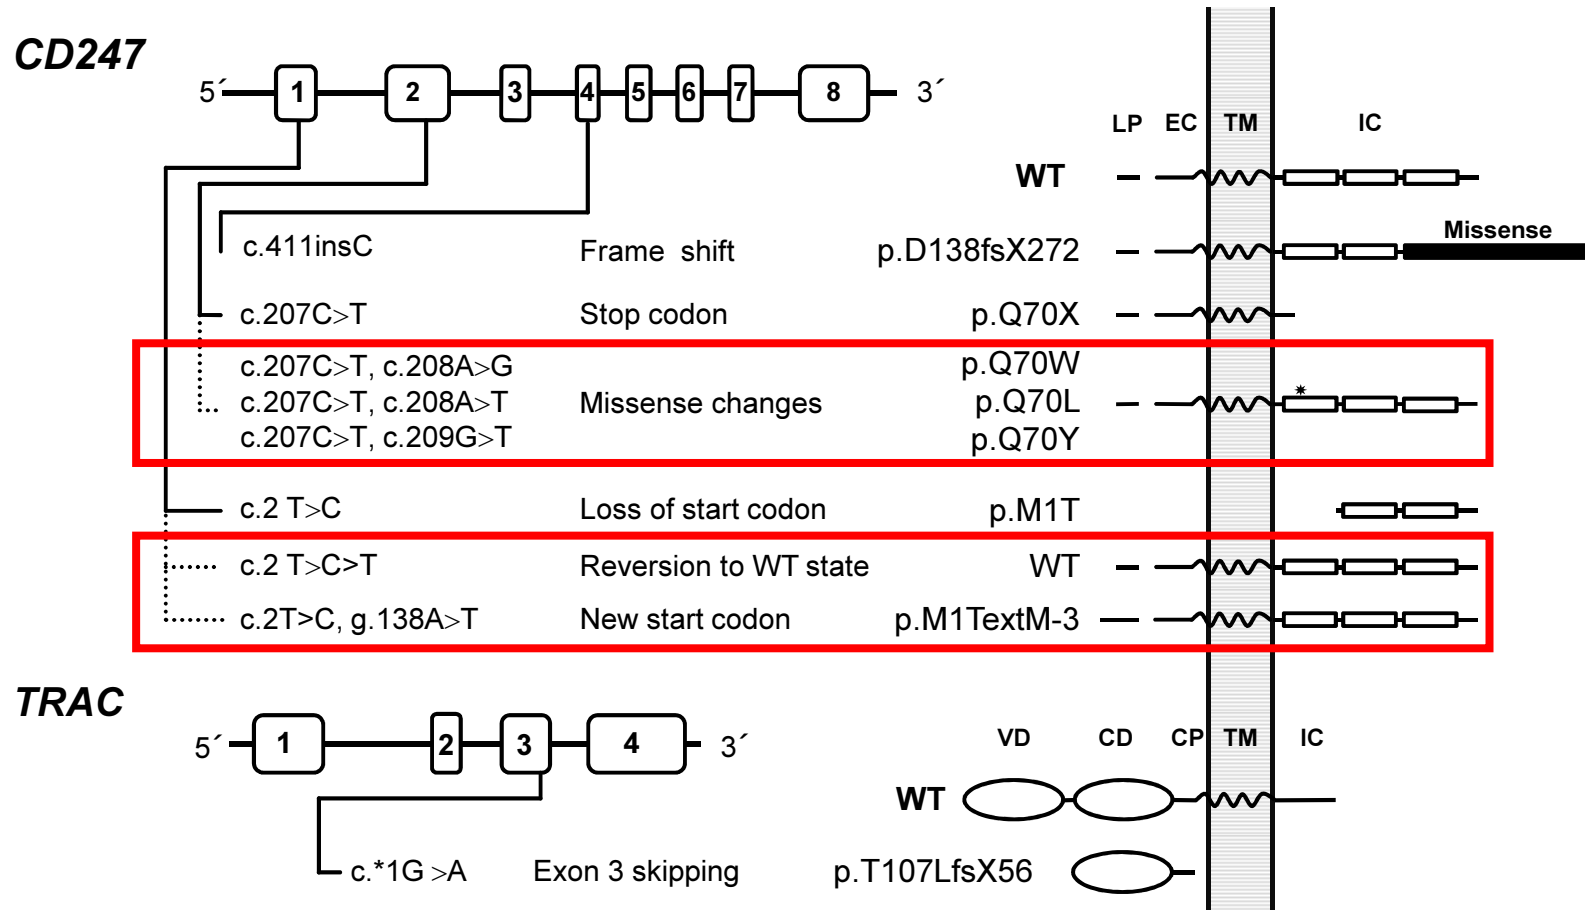 CD247
5´ 1 2 3 4 5 6 7 8 3´
LP EC TM IC
WT
c.411insC Frame shift p.D138fsX272 Missense
c.207C>T Stop codon p.Q70X
c.207C>T, c.208A>G p.Q70W
c.207C>T, c.208A>T Missense changes p.Q70L *
c.207C>T, c.209G>T p.Q70Y
c.2 T>C Loss of start codon p.M1T
c.2 T>C>T Reversion to WT state WT
c.2T>C, g.138A>T New start codon p.M1TextM-3
TRAC
5´ 1 2 3 4 3´
VD CD CP TM IC
WT
c.*1G >A Exon 3 skipping p.T107LfsX56